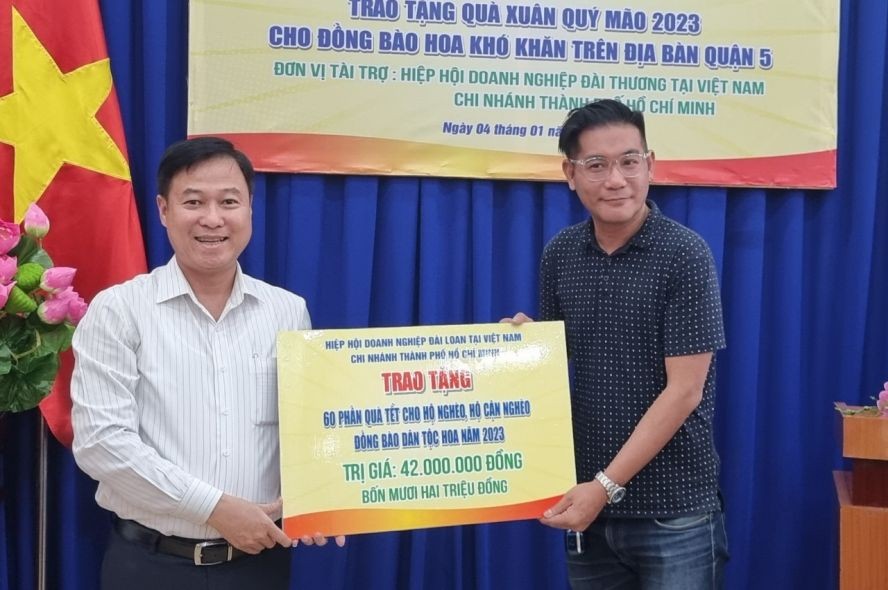 TRAO TẶNG QUÀ XUÂN QUÝ MÃO 2023
CHO ĐỒNG BÀO HOA KHÓ KHĂN TRÊN ĐỊA BÀN QUẬN 5
ĐƠN VỊ TÀI TRỢ : HIỆP HỘI DOANH NGHIỆP ĐÀI THƯƠNG TẠI VIỆT NAM
CHI NHÁNH THÀNH PHỐ HỒ CHÍ MINH
Ngày 04 tháng 01
HIỆP HỘI DOANH NGHIỆP ĐÀI LOAN TẠI VIỆT NAM
CHI NHÁNH THÀNH PHỐ HỒ CHÍ MINH
TRAO TẶNG
60 PHẦN QUÀ TẾT CHO HỘ NGHÈO, HỘ CẬN NGHÈO
ĐỒNG BÀO DÂN TỘC HOA NĂM 2023
TRỊ GIÁ: 42.000.000 ĐỒNG
BỐN MƯƠI HAI TRIỆU ĐỒNG